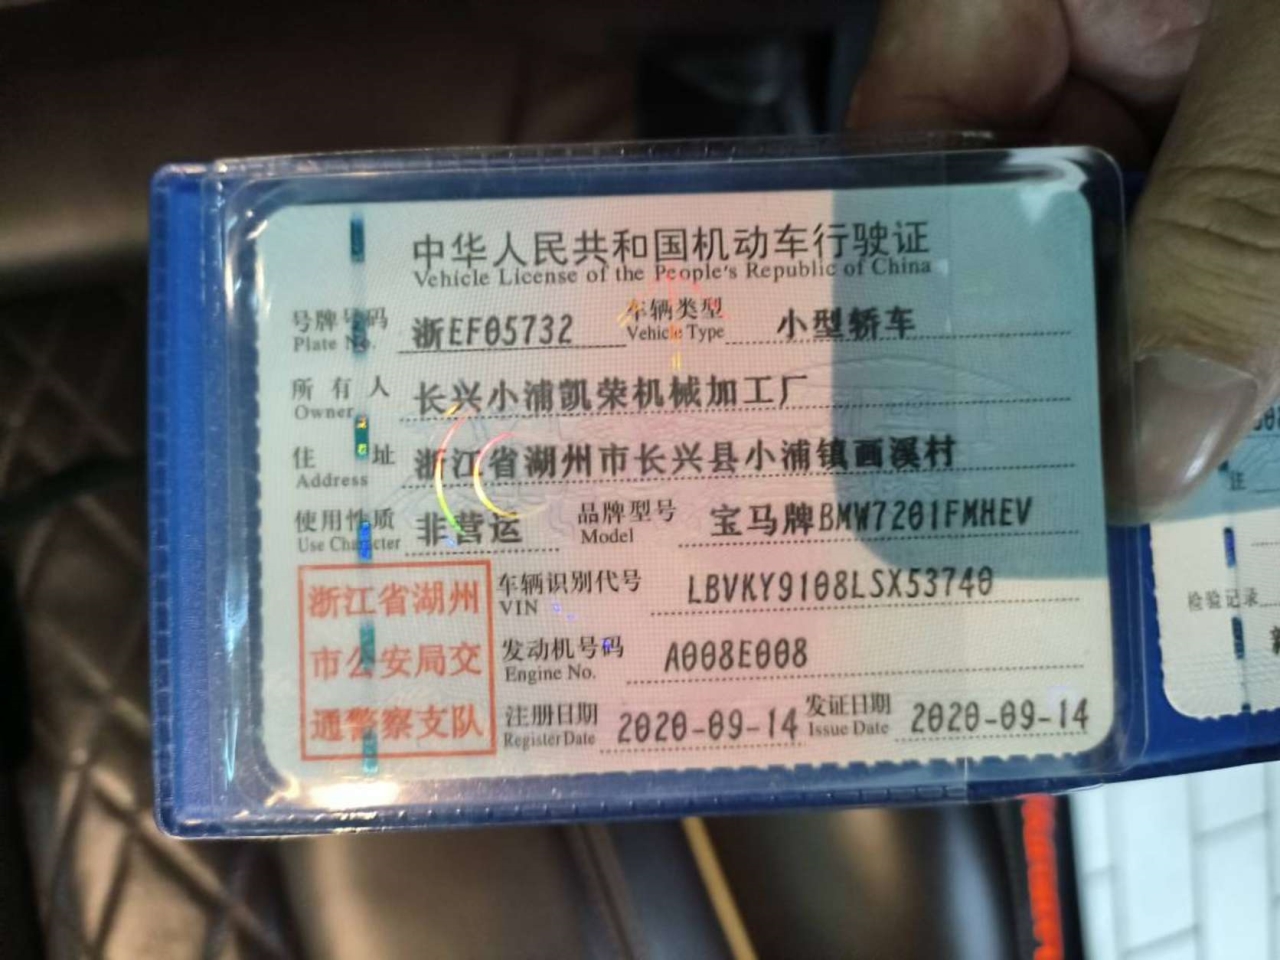 中华人民共和国机动车行驶证
Vehicle License of the People's Republic of China
号牌号码 浙EF05732 车辆类型 小型轿车
Plate No. Vehicle Type
所有人 长兴小浦凯荣机械加工厂
Owner
住址 浙江省湖州市长兴县小浦镇画溪村
Address
使用性质 非营运 品牌型号 宝马牌BMW7201FMHEV
Use Character Model
浙江省湖州
市公安局交
通警察支队
车辆识别代号 LBVKY9108LSX53740
VIN
发动机号码 A008E008
Engine No.
注册日期 2020-09-14 发证日期 2020-09-14
Register Date Issue Date
注
检验记录